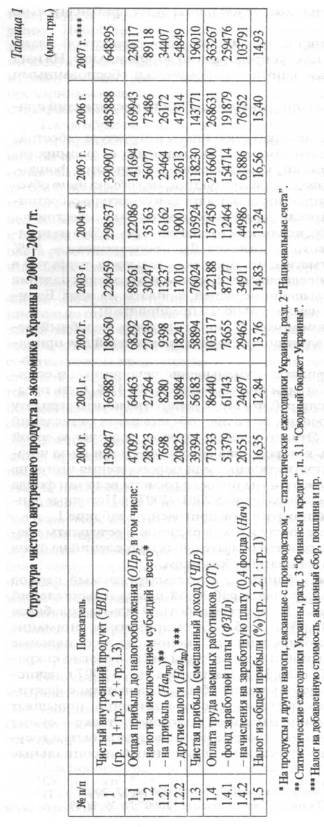 Таблица 1
Структура чистого внутреннего продукта в экономике Украины в 2000—2007 гг. (млн. грн.)
№ п/п Показатель 2000 г. 2001 г. 2002 г. 2003 г. 2004 г. 2005 г. 2006 г. 2007 г. ****
1 Чистый внутренний продукт (ЧВП) (гр. 1.1+ гр. 1.2 + гр. 1.3) 139847 169887 189650 228459 298537 390907 485888 648395
1.1 Общая прибыль до налогообложения (ОПр), в том числе: 47092 64463 68292 89261 122086 141694 169943 230117
1.2 – налоги за исключением субсидий – всего* 28523 27264 27639 30247 35163 56077 73486 89118
1.2.1 – на прибыль (Напр)** 7698 8280 9398 13237 16162 23464 26172 34407
1.2.2 – другие налоги (Напдр) *** 20825 18984 18241 17010 19001 32613 47314 54849
1.3 Чистая прибыль (смешанный доход) (ЧПр) 39394 56183 58894 76024 105924 118230 143771 196010
1.4 Оплата труда наемных работников (ОТ): 71933 86440 103117 122188 157450 216600 268631 363267
1.4.1 – фонд заработной платы (ФЗПл) 51379 61743 73655 87277 112464 154714 191879 259476
1.4.2 – начисления на заработную плату (0,4 фонда) (Нач) 20551 24697 29462 34911 44986 61886 76752 103791
1.5 Налог из общей прибыли (%) (гр. 1.2.1 : гр. 1.1) 16,35 12,84 13,76 14,83 13,24 16,56 15,40 14,93
* На продукты и другие налоги, связанные с производством, – статистические ежегодники Украины, разд. 2 "Национальные счета".
** Статистические ежегодники Украины, разд. 3 "Финансы и кредит", п. 3.1 "Сводный бюджет Украины".
*** Налог на добавленную стоимость, акцизный сбор, пошлина и пр.